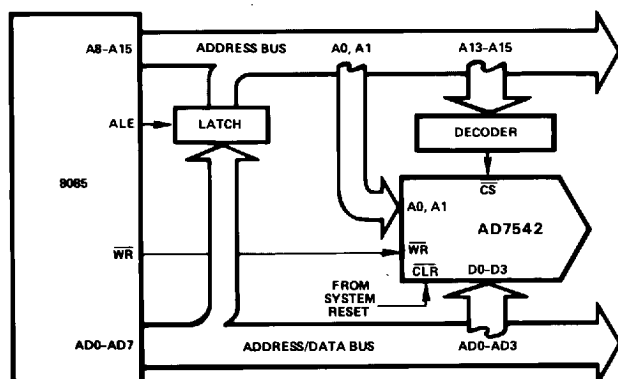 A8–A15
ADDRESS BUS
A0, A1
A13–A15
ALE
LATCH
DECODER
8085
CS
A0, A1
AD7542
WR
WR
CLR
D0–D3
FROM
SYSTEM
RESET
AD0–AD7
ADDRESS/DATA BUS
AD0–AD3